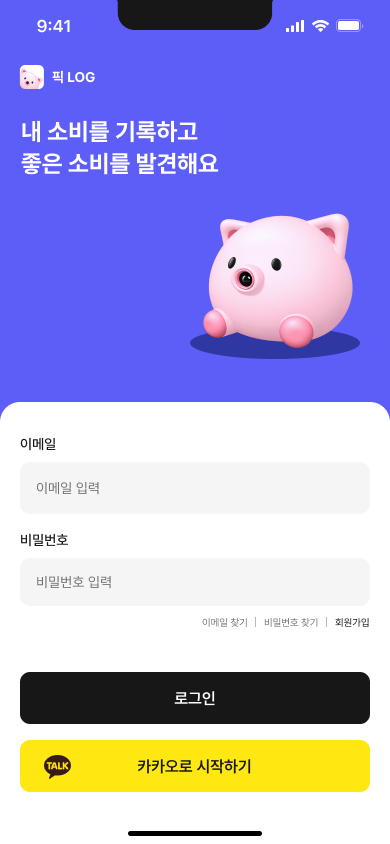 9:41
픽 LOG
내 소비를 기록하고
좋은 소비를 발견해요
이메일
이메일 입력
비밀번호
비밀번호 입력
이메일 찾기 | 비밀번호 찾기 | 회원가입
로그인
TALK 카카오로 시작하기